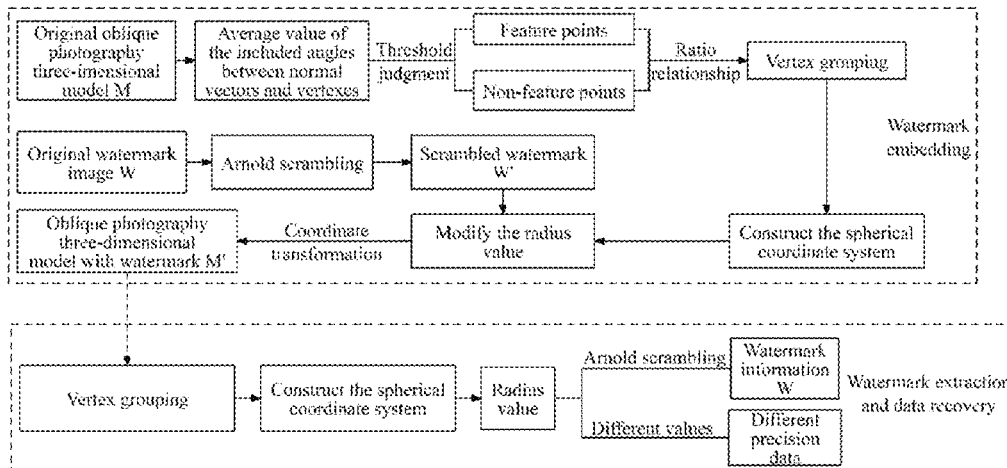 Original oblique
photography
three-imensional
model M
Average value of
the included angles
between normal
vectors and vertexes
Threshold
judgment
Feature points
Non-feature points
Ratio
relationship
Vertex grouping
Watermark
embedding
Original watermark
image W
Arnold scrambling
Scrambled watermark
W'
Oblique photography
three-dimensional
model with watermark M'
Coordinate
transformation
Modify the radius
value
Construct the spherical
coordinate system
Vertex grouping
Construct the spherical
coordinate system
Radius
value
Arnold scrambling
Different values
Watermark
information
W
Different
precision
data
Watermark extraction
and data recovery